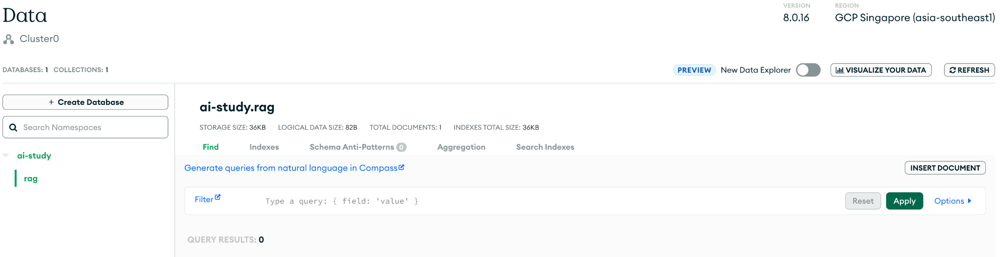 Data
VERSION
REGION
8.0.16
GCP Singapore (asia-southeast1)
Cluster0
DATABASES: 1 COLLECTIONS: 1
PREVIEW New Data Explorer
VISUALIZE YOUR DATA
REFRESH
+ Create Database
Search Namespaces
ai-study
rag
ai-study.rag
STORAGE SIZE: 36KB LOGICAL DATA SIZE: 82B TOTAL DOCUMENTS: 1 INDEXES TOTAL SIZE: 36KB
Find Indexes Schema Anti-Patterns 0 Aggregation Search Indexes
Generate queries from natural language in Compass
INSERT DOCUMENT
Filter Type a query: { field: 'value' } Reset Apply Options
QUERY RESULTS: 0